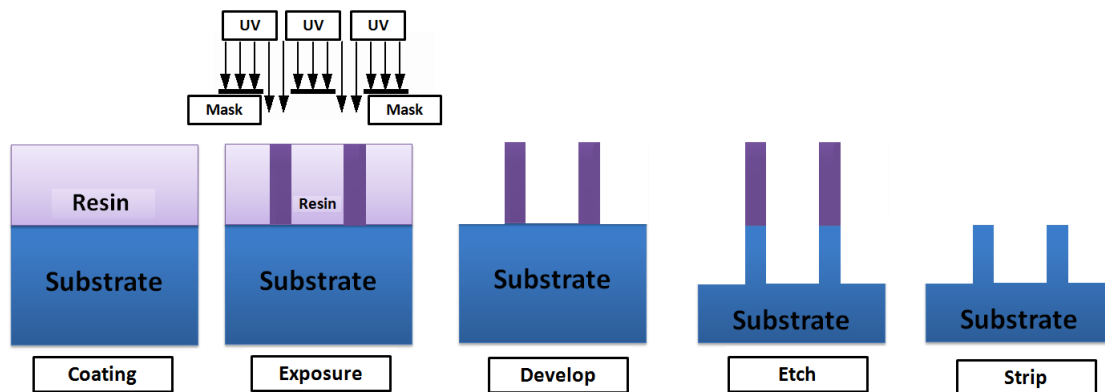 UV
UV
UV
Mask
Mask
Resin
Resin
Substrate
Substrate
Substrate
Substrate
Substrate
Coating
Exposure
Develop
Etch
Strip